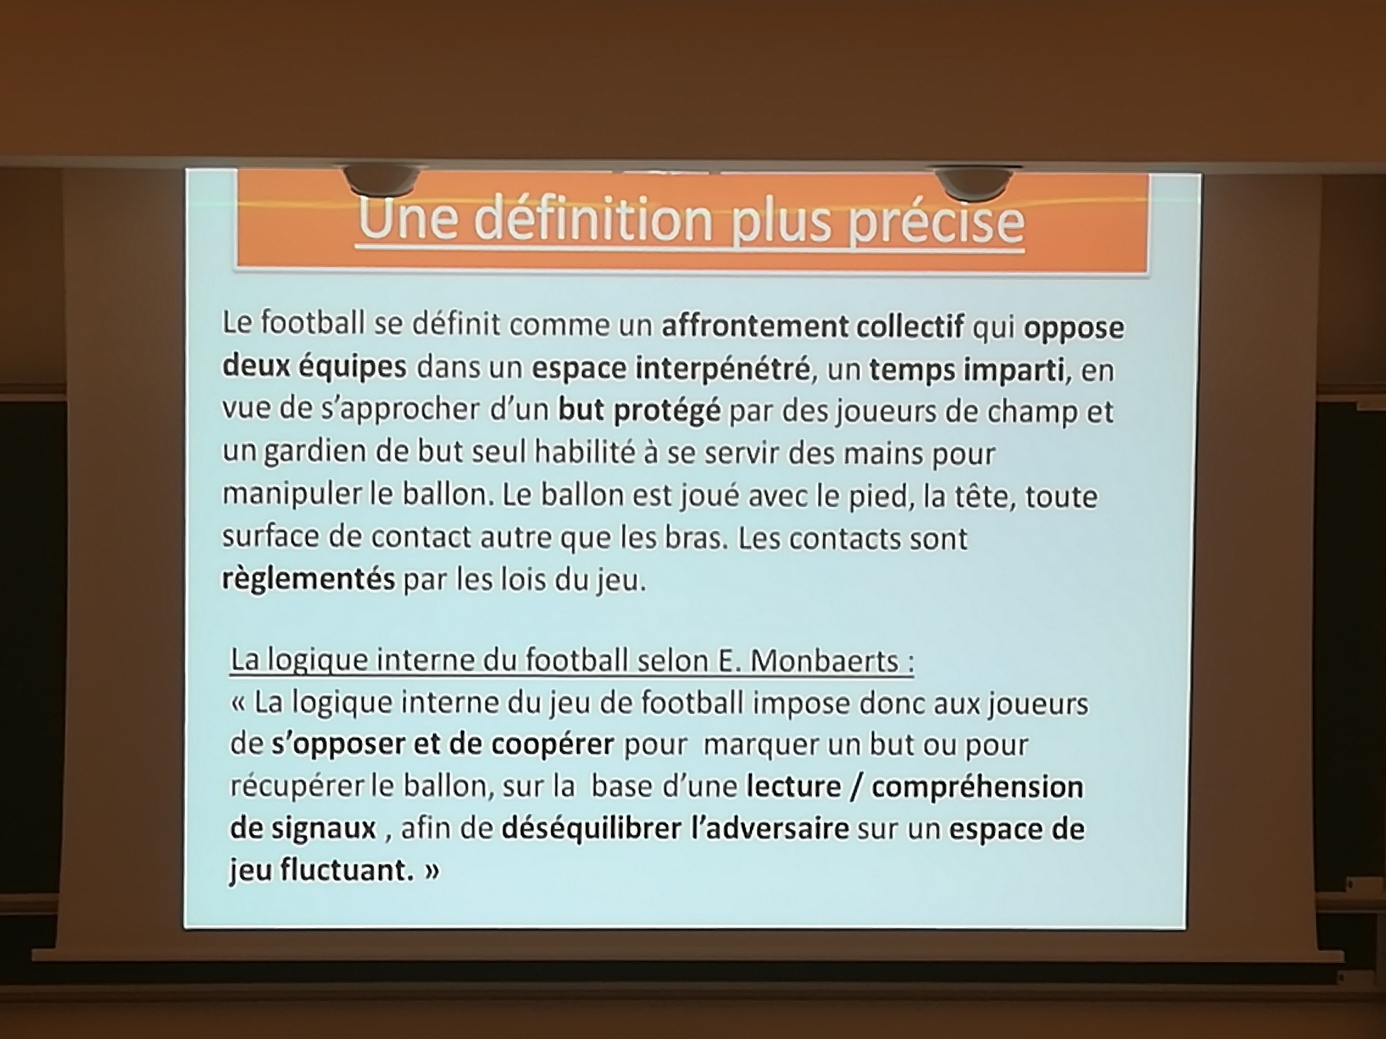 Une définition plus précise
Le football se définit comme un affrontement collectif qui oppose
deux équipes dans un espace interpénétré, un temps imparti, en
vue de s'approcher d'un but protégé par des joueurs de champ et
un gardien de but seul habilité à se servir des mains pour
manipuler le ballon. Le ballon est joué avec le pied, la tête, toute
surface de contact autre que les bras. Les contacts sont
règlementés par les lois du jeu.
La logique interne du football selon E. Monbaerts :
« La logique interne du jeu de football impose donc aux joueurs
de s'opposer et de coopérer pour marquer un but ou pour
récupérer le ballon, sur la base d'une lecture / compréhension
de signaux , afin de déséquilibrer l'adversaire sur un espace de
jeu fluctuant. »